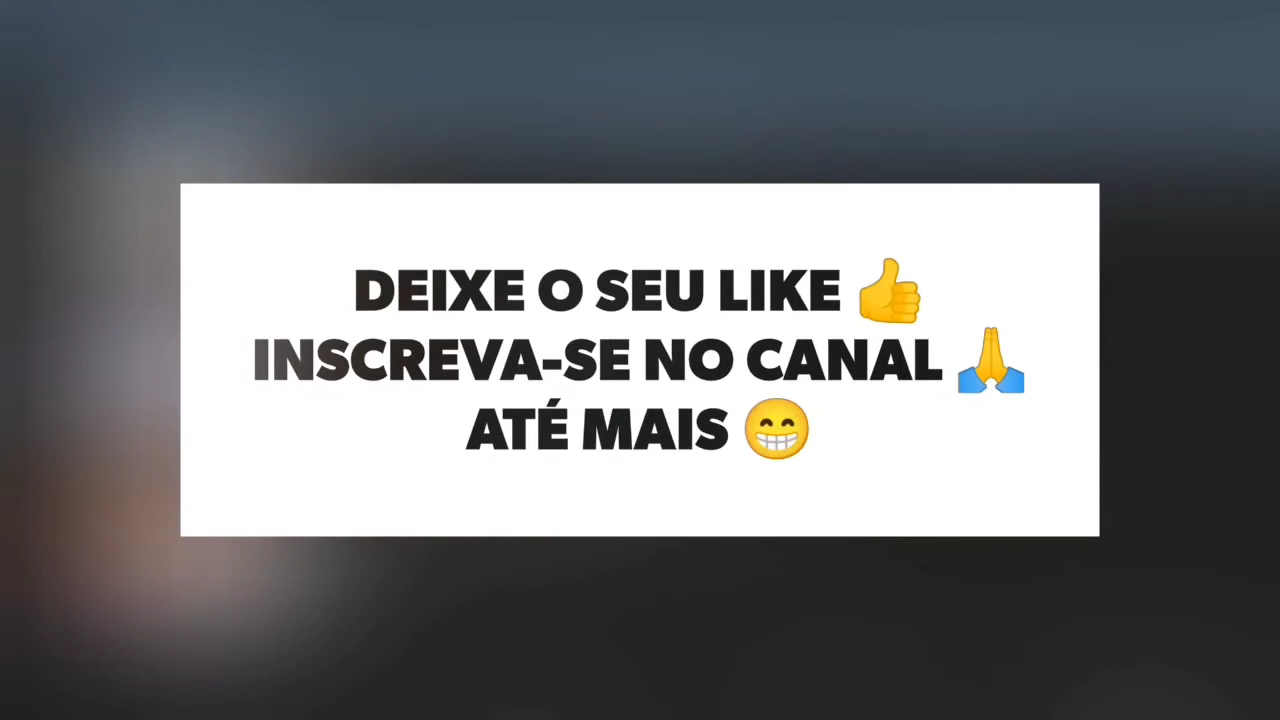 DEIXE O SEU LIKE 👍
INSCREVA-SE NO CANAL 🙏
ATÉ MAIS 😁